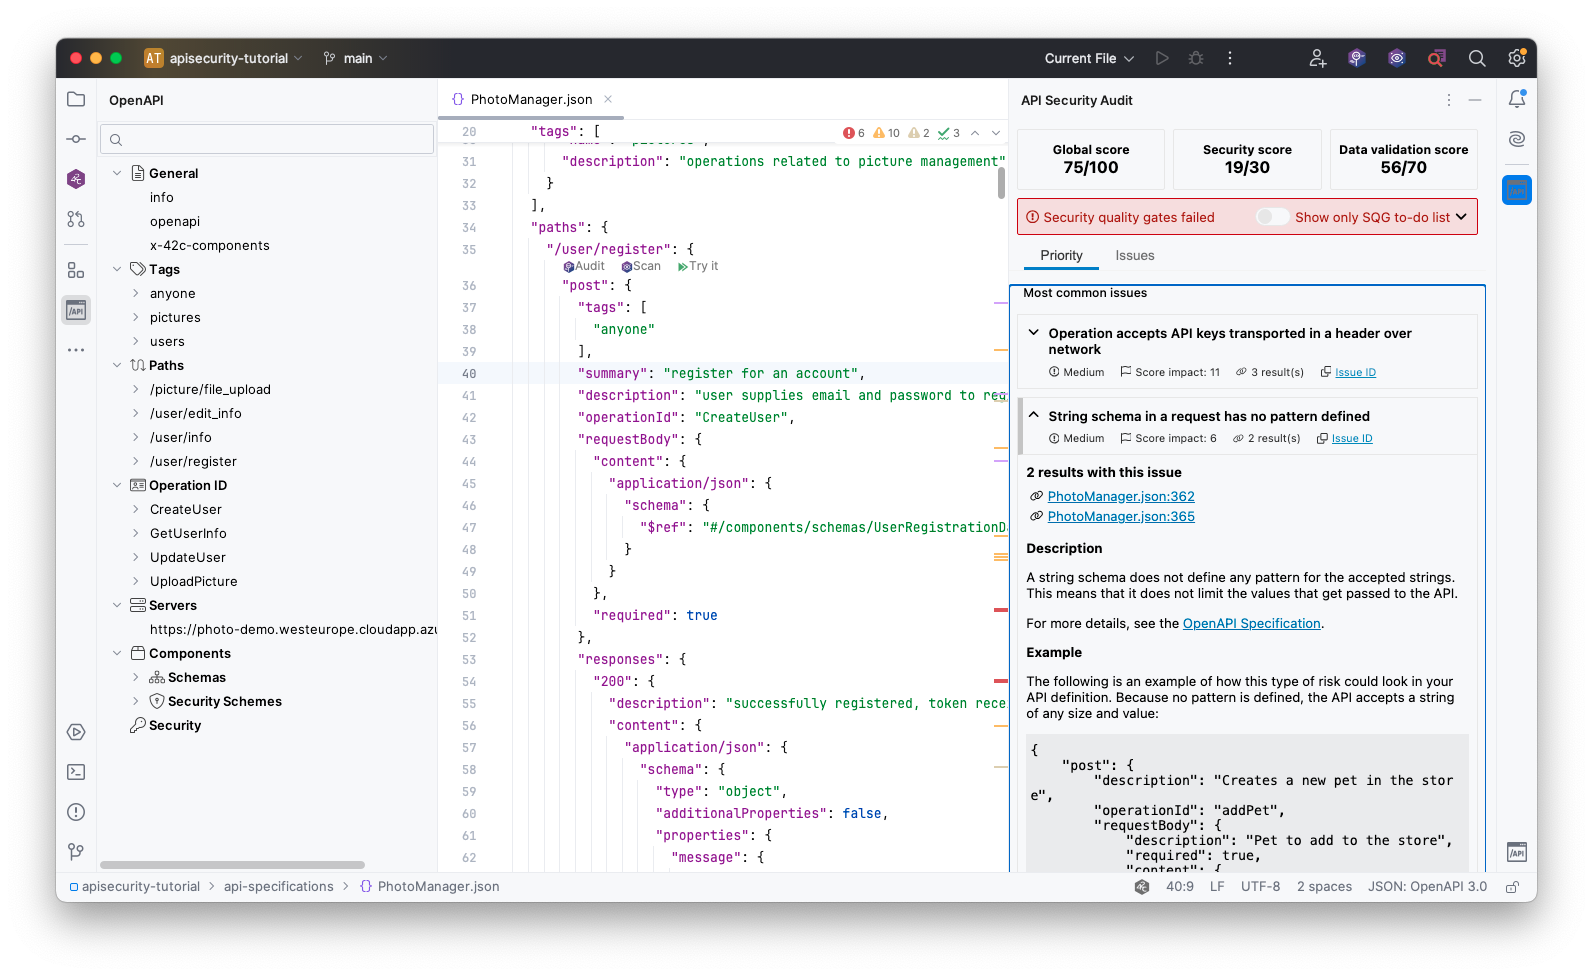 AT apisecurity-tutorial
main
Current File
OpenAPI
General
info
openapi
x-42c-components
Tags
anyone
pictures
users
Paths
/picture/file_upload
/user/edit_info
/user/info
/user/register
Operation ID
CreateUser
GetUserInfo
UpdateUser
UploadPicture
Servers
https://photo-demo.westeurope.cloudapp.azu
Components
Schemas
Security Schemes
Security
{} PhotoManager.json
6 10 2 3
20 "tags": [
31 "description": "operations related to picture management"
32 }
33 ],
34 "paths": {
35 "/user/register": {
Audit Scan Try it
36 "post": {
37 "tags": [
38 "anyone"
39 ],
40 "summary": "register for an account",
41 "description": "user supplies email and password to reg
42 "operationId": "CreateUser",
43 "requestBody": {
44 "content": {
45 "application/json": {
46 "schema": {
47 "$ref": "#/components/schemas/UserRegistrationDa
48 }
49 }
50 },
51 "required": true
52 },
53 "responses": {
54 "200": {
55 "description": "successfully registered, token rece
56 "content": {
57 "application/json": {
58 "schema": {
59 "type": "object",
60 "additionalProperties": false,
61 "properties": {
62 "message": {
API Security Audit
Global score
75/100
Security score
19/30
Data validation score
56/70
Security quality gates failed
Show only SQG to-do list
Priority
Issues
Most common issues
Operation accepts API keys transported in a header over
network
Medium Score impact: 11 3 result(s) Issue ID
String schema in a request has no pattern defined
Medium Score impact: 6 2 result(s) Issue ID
2 results with this issue
PhotoManager.json:362
PhotoManager.json:365
Description
A string schema does not define any pattern for the accepted strings.
This means that it does not limit the values that get passed to the API.
For more details, see the OpenAPI Specification.
Example
The following is an example of how this type of risk could look in your
API definition. Because no pattern is defined, the API accepts a string
of any size and value:
{
"post": {
"description": "Creates a new pet in the stor
e",
"operationId": "addPet",
"requestBody": {
"description": "Pet to add to the store",
"required": true,
"content": {
/API
/API
apisecurity-tutorial > api-specifications > {} PhotoManager.json
40:9 LF UTF-8 2 spaces JSON: OpenAPI 3.0